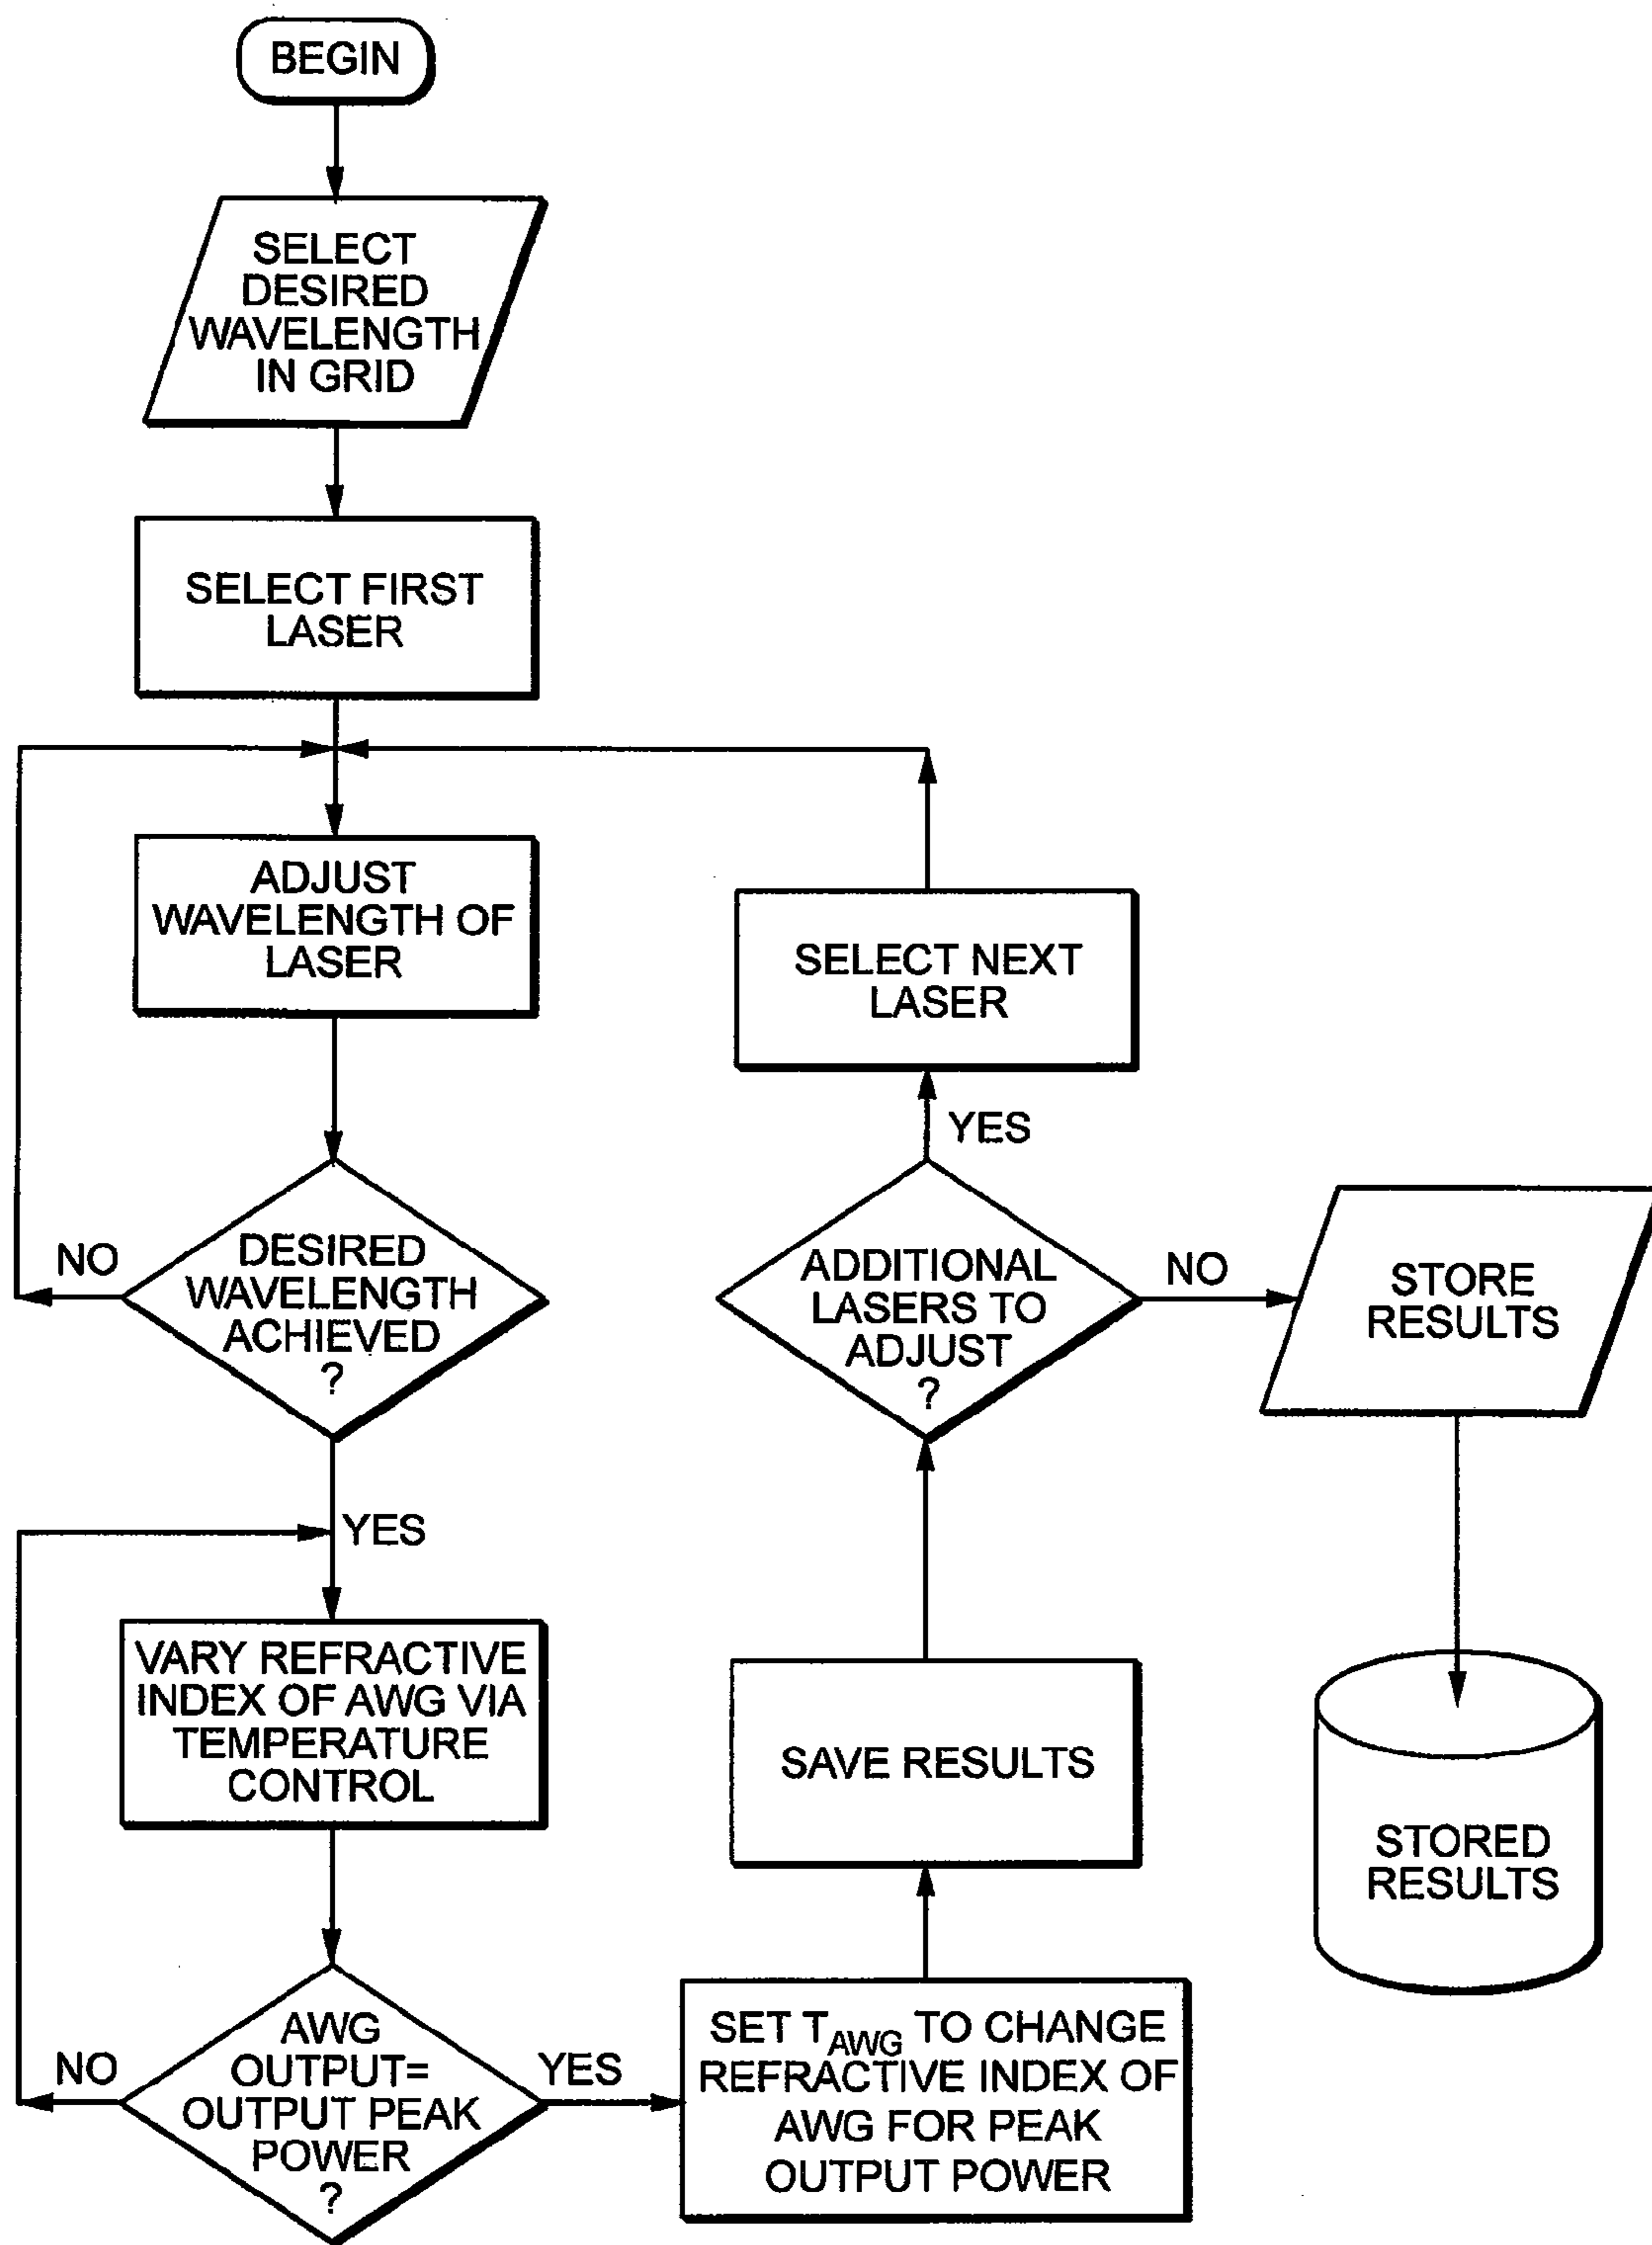 BEGIN
SELECT
DESIRED
WAVELENGTH
IN GRID
SELECT FIRST
LASER
ADJUST
WAVELENGTH OF
LASER
DESIRED
WAVELENGTH
ACHIEVED
?
NO
YES
VARY REFRACTIVE
INDEX OF AWG VIA
TEMPERATURE
CONTROL
AWG
OUTPUT=
OUTPUT PEAK
POWER
?
NO
YES
SET TAWG TO CHANGE
REFRACTIVE INDEX OF
AWG FOR PEAK
OUTPUT POWER
SAVE RESULTS
ADDITIONAL
LASERS TO
ADJUST
?
YES
SELECT NEXT
LASER
NO
STORE
RESULTS
STORED
RESULTS